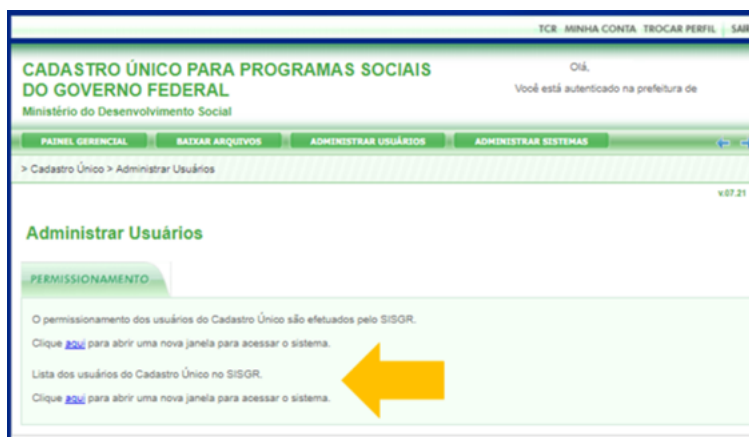 TCR MINHA CONTA TROCAR PERFIL SAIR
CADASTRO ÚNICO PARA PROGRAMAS SOCIAIS
DO GOVERNO FEDERAL
Ministério do Desenvolvimento Social
Olá,
Você está autenticado na prefeitura de
PAINEL GERENCIAL BAIXAR ARQUIVOS ADMINISTRAR USUÁRIOS ADMINISTRAR SISTEMAS
> Cadastro Único > Administrar Usuários
v.07.21
Administrar Usuários
PERMISSIONAMENTO
O permissionamento dos usuários do Cadastro Único são efetuados pelo SISGR.
Clique aqui para abrir uma nova janela para acessar o sistema.
Lista dos usuários do Cadastro Único no SISGR.
Clique aqui para abrir uma nova janela para acessar o sistema.